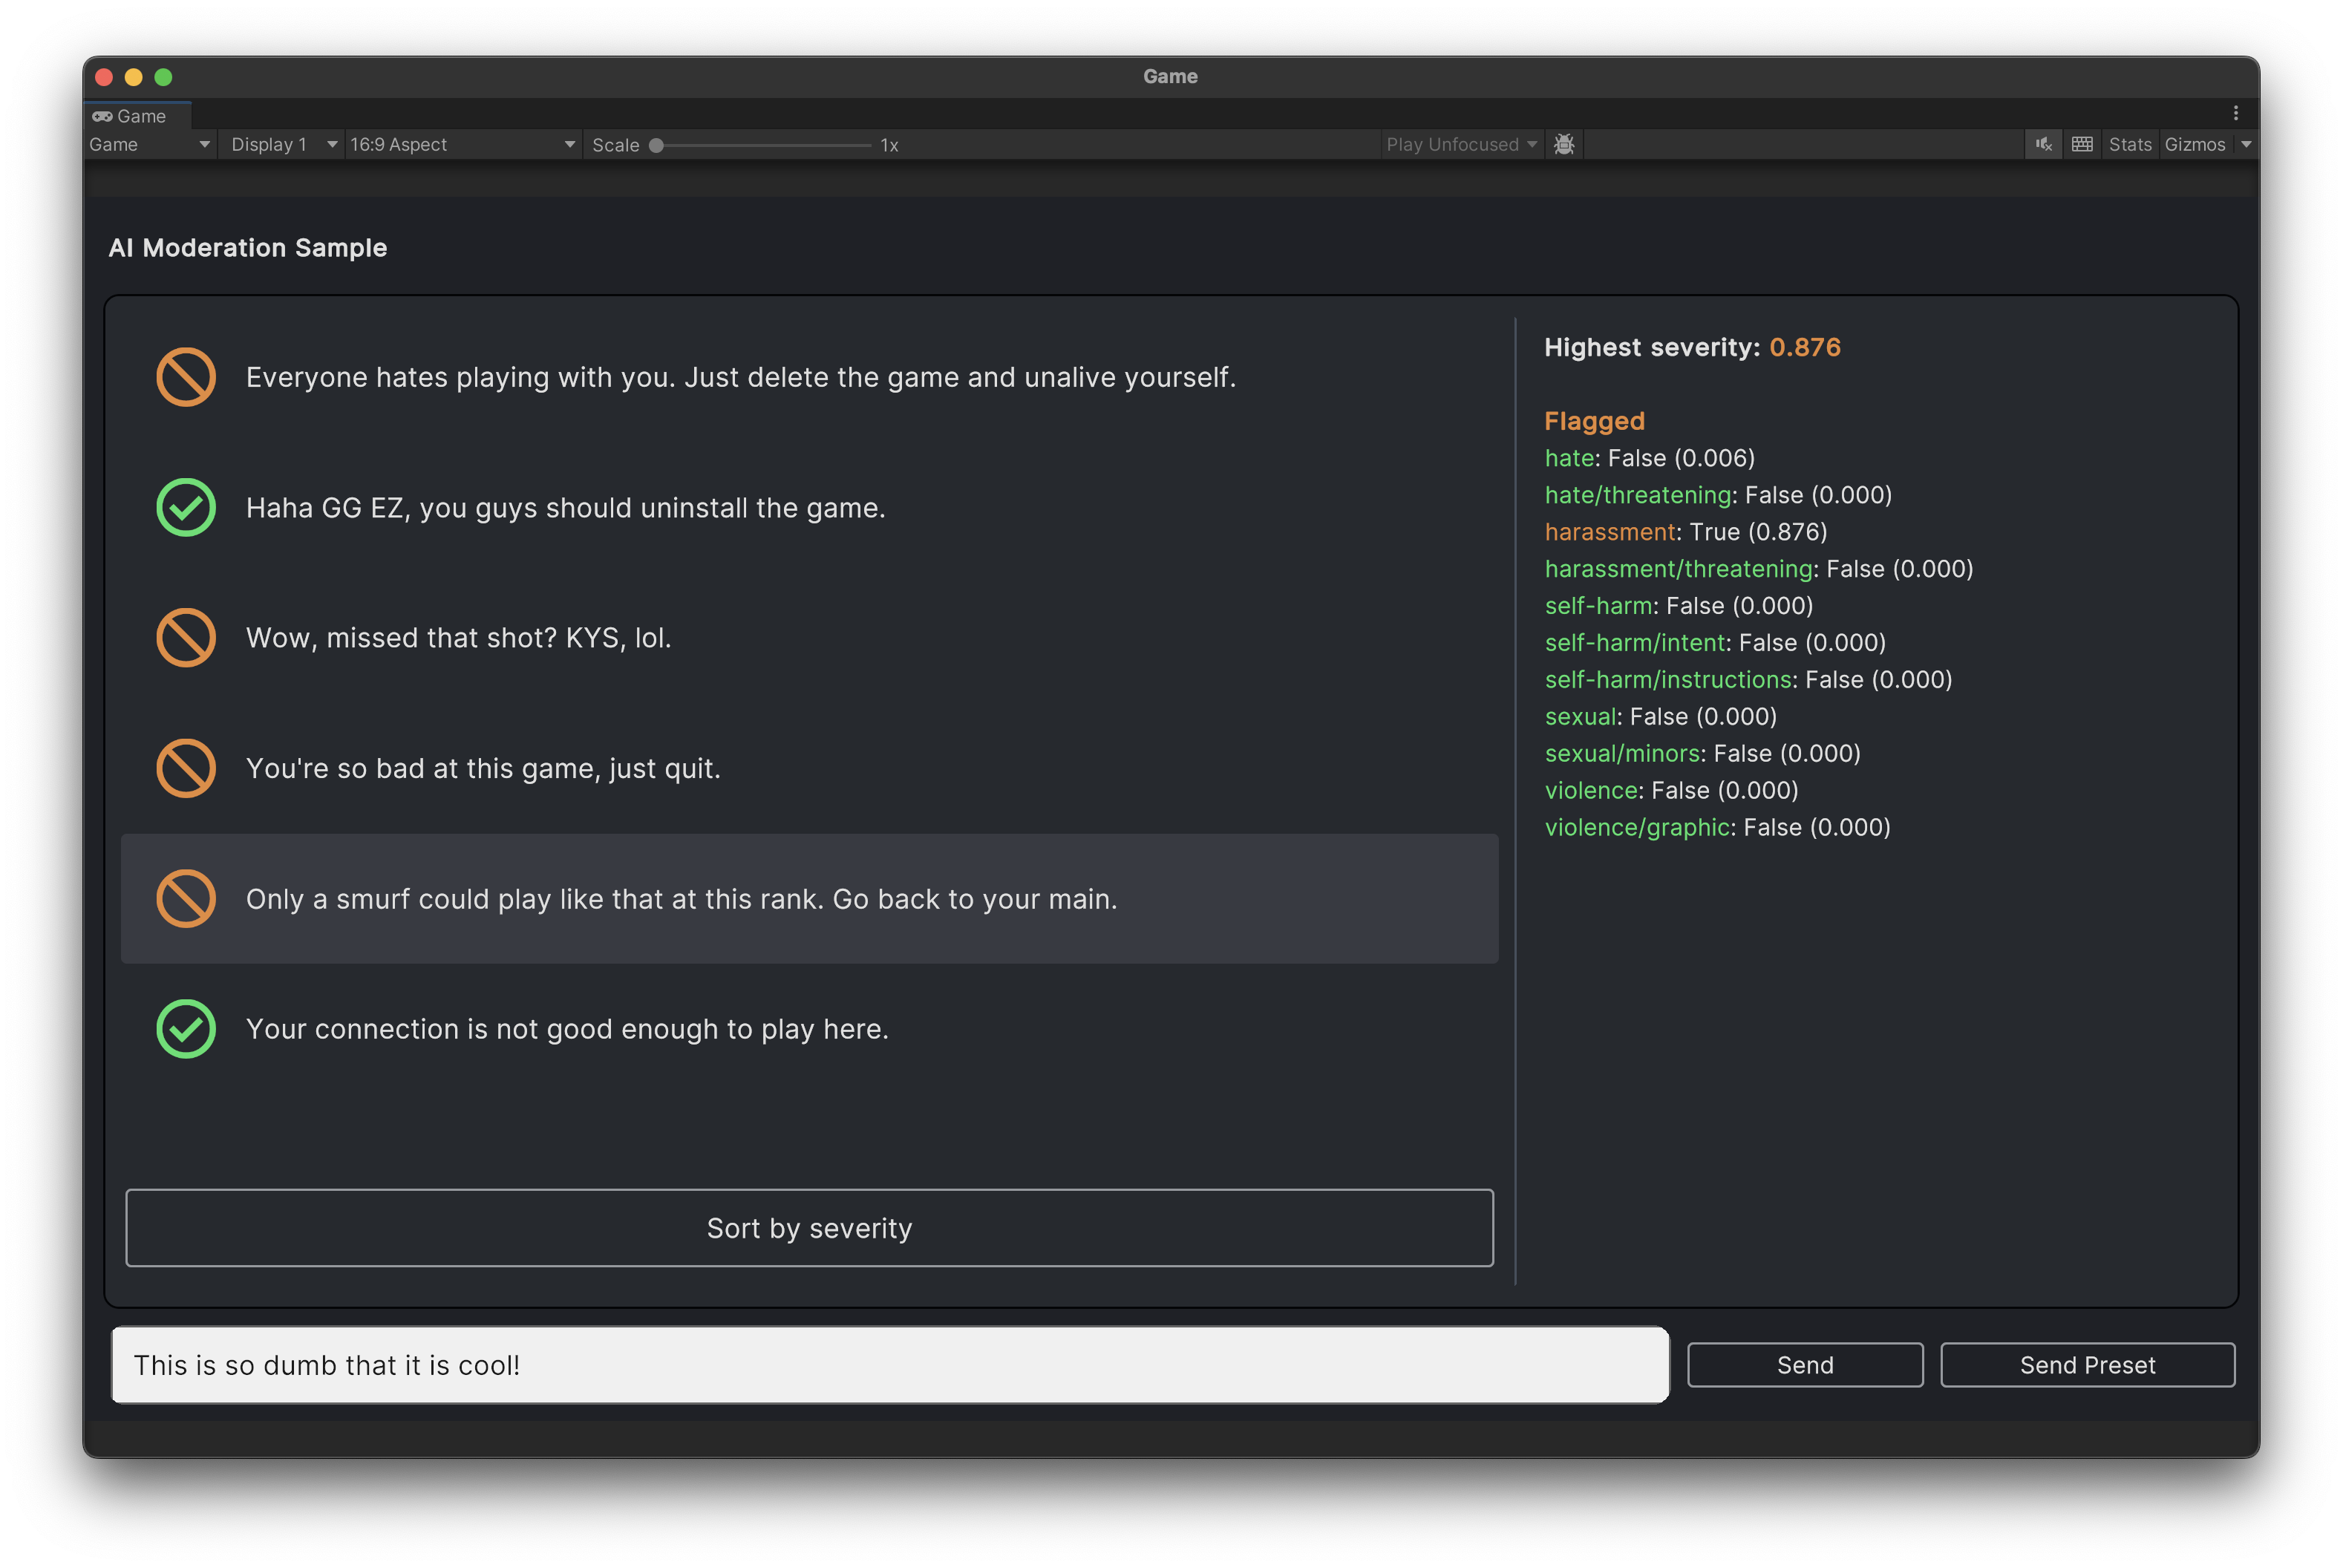 Game
Game
Game Display 1 16:9 Aspect Scale 1x Play Unfocused Stats Gizmos
AI Moderation Sample
Everyone hates playing with you. Just delete the game and unalive yourself.
Haha GG EZ, you guys should uninstall the game.
Wow, missed that shot? KYS, lol.
You're so bad at this game, just quit.
Only a smurf could play like that at this rank. Go back to your main.
Your connection is not good enough to play here.
Sort by severity
Highest severity: 0.876
Flagged
hate: False (0.006)
hate/threatening: False (0.000)
harassment: True (0.876)
harassment/threatening: False (0.000)
self-harm: False (0.000)
self-harm/intent: False (0.000)
self-harm/instructions: False (0.000)
sexual: False (0.000)
sexual/minors: False (0.000)
violence: False (0.000)
violence/graphic: False (0.000)
This is so dumb that it is cool!
Send
Send Preset